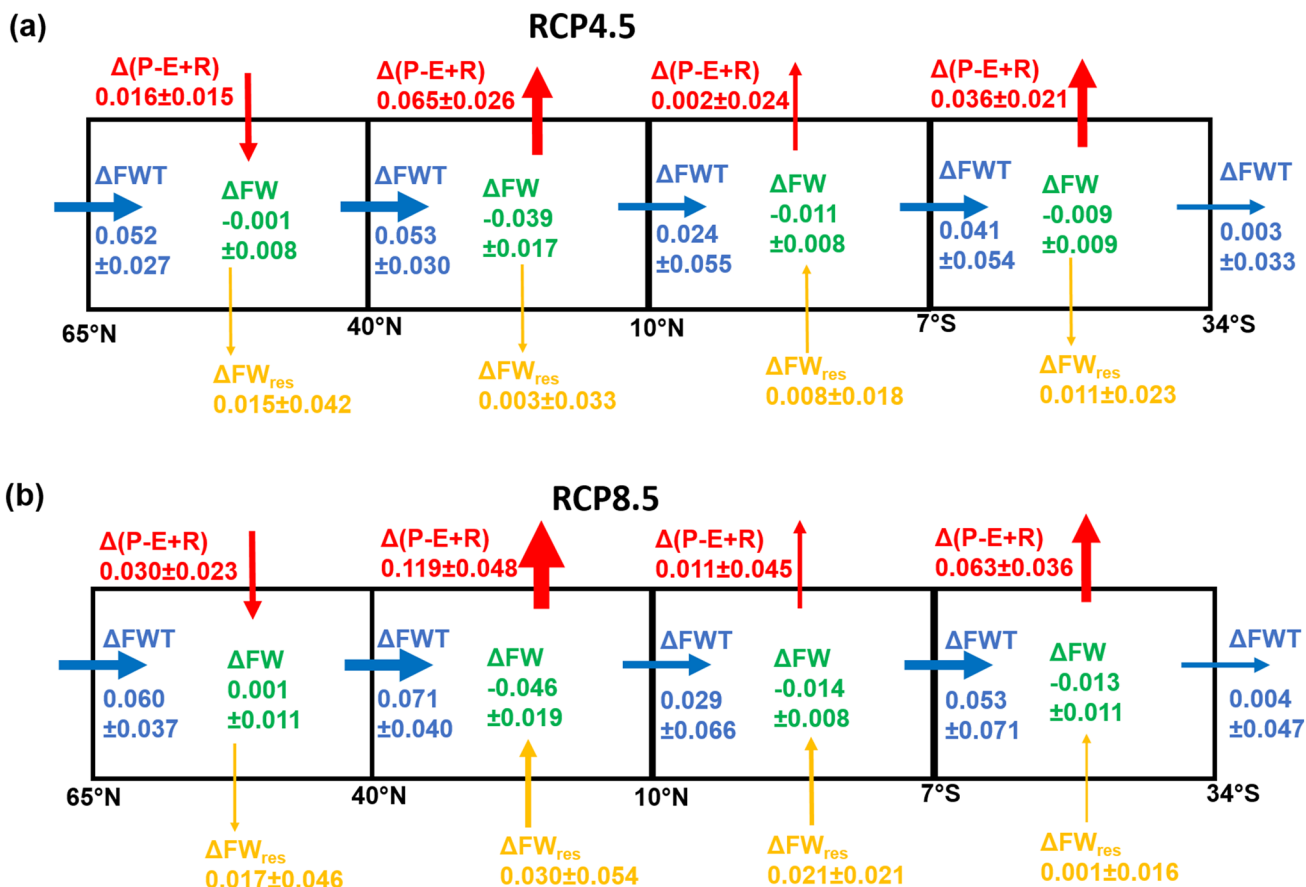 (a)
RCP4.5
Δ(P-E+R)
0.016±0.015
Δ(P-E+R)
0.065±0.026
Δ(P-E+R)
0.002±0.024
Δ(P-E+R)
0.036±0.021
ΔFWT
0.052
±0.027
ΔFW
-0.001
±0.008
ΔFWT
0.053
±0.030
ΔFW
-0.039
±0.017
ΔFWT
0.024
±0.055
ΔFW
-0.011
±0.008
ΔFWT
0.041
±0.054
ΔFW
-0.009
±0.009
ΔFWT
0.003
±0.033
65°N
40°N
10°N
7°S
34°S
ΔFWres
0.015±0.042
ΔFWres
0.003±0.033
ΔFWres
0.008±0.018
ΔFWres
0.011±0.023
(b)
RCP8.5
Δ(P-E+R)
0.030±0.023
Δ(P-E+R)
0.119±0.048
Δ(P-E+R)
0.011±0.045
Δ(P-E+R)
0.063±0.036
ΔFWT
0.060
±0.037
ΔFW
0.001
±0.011
ΔFWT
0.071
±0.040
ΔFW
-0.046
±0.019
ΔFWT
0.029
±0.066
ΔFW
-0.014
±0.008
ΔFWT
0.053
±0.071
ΔFW
-0.013
±0.011
ΔFWT
0.004
±0.047
65°N
40°N
10°N
7°S
34°S
ΔFWres
0.017±0.046
ΔFWres
0.030±0.054
ΔFWres
0.021±0.021
ΔFWres
0.001±0.016